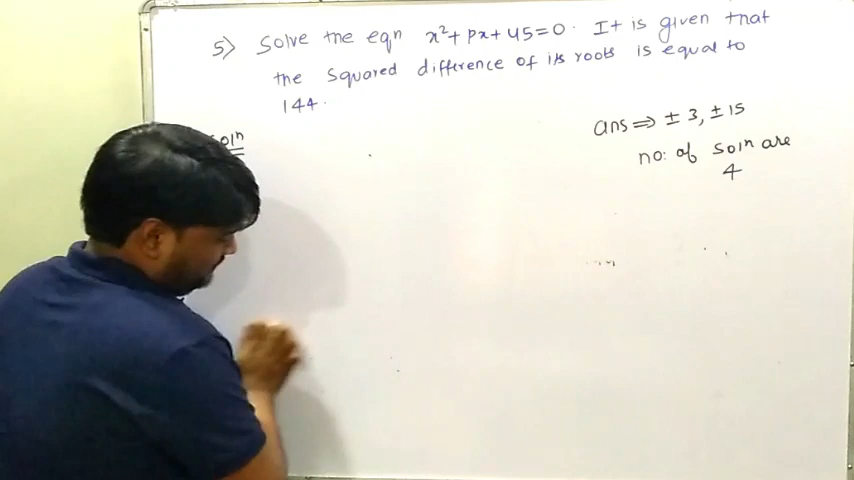 5) Solve the eqn x²+px+45=0. It is given that
the squared difference of its roots is equal to
144.
Soln
ans ⇒ ±3, ±15
no: of soln are
4